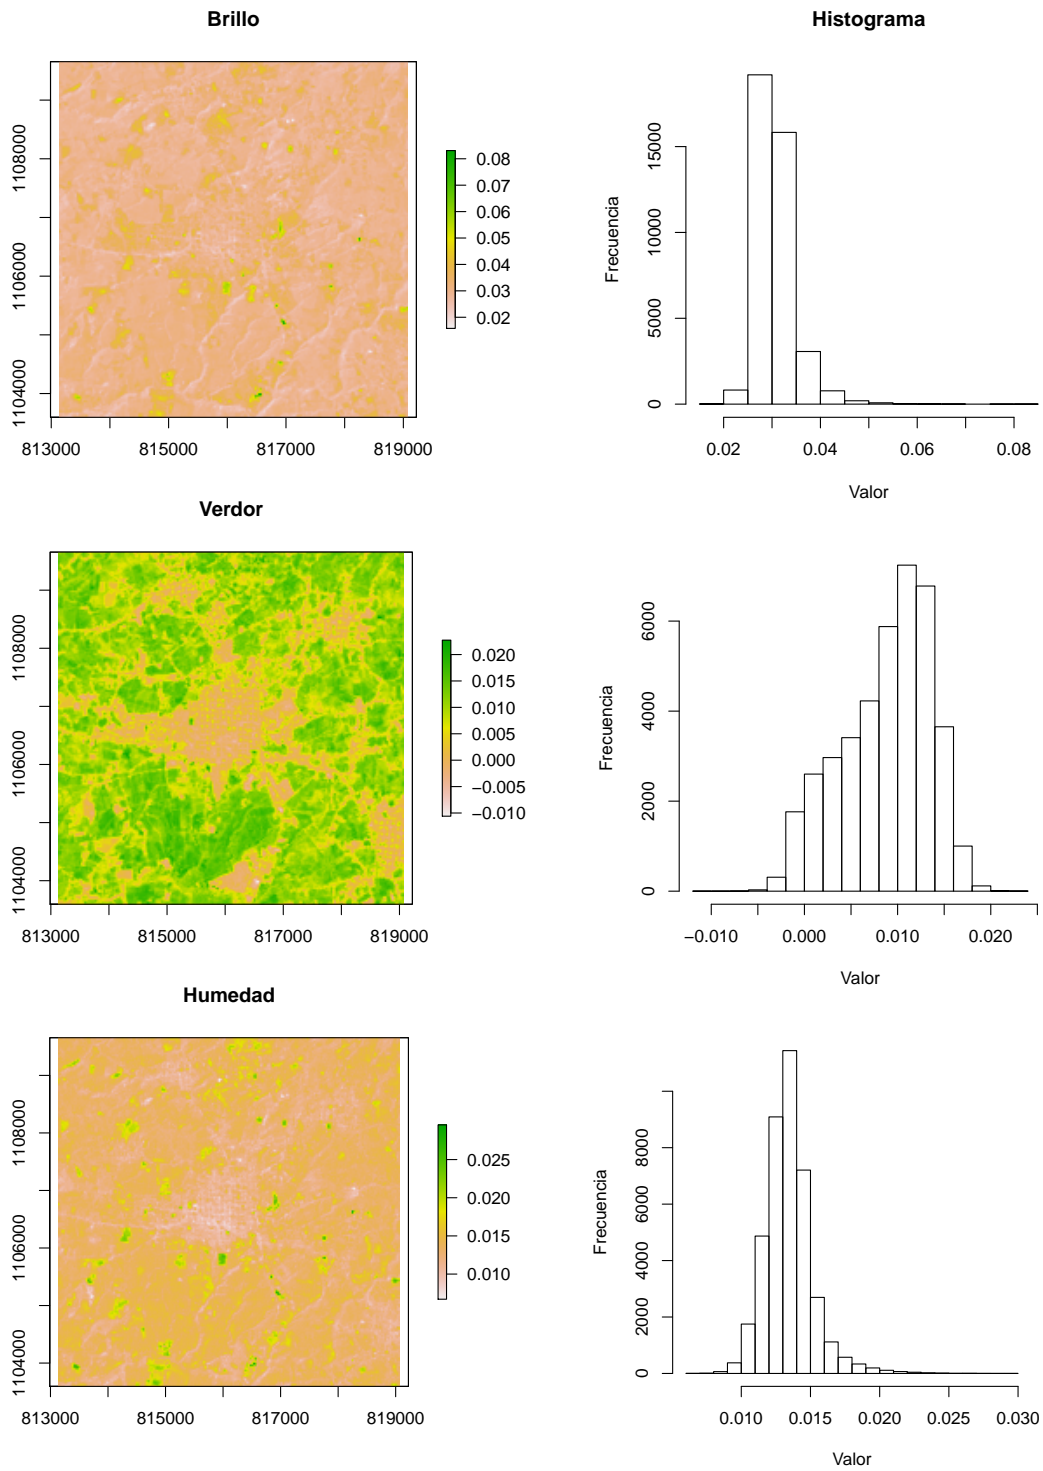 Brillo
Histograma
1104000 1106000 1108000
813000 815000 817000 819000
0.08
0.07
0.06
0.05
0.04
0.03
0.02
Frecuencia
0 5000 10000 15000
0.02 0.04 0.06 0.08
Valor
Verdor
1104000 1106000 1108000
813000 815000 817000 819000
0.020
0.015
0.010
0.005
0.000
−0.005
−0.010
Frecuencia
0 2000 4000 6000
−0.010 0.000 0.010 0.020
Valor
Humedad
1104000 1106000 1108000
813000 815000 817000 819000
0.025
0.020
0.015
0.010
Frecuencia
0 2000 4000 6000 8000
0.010 0.015 0.020 0.025 0.030
Valor